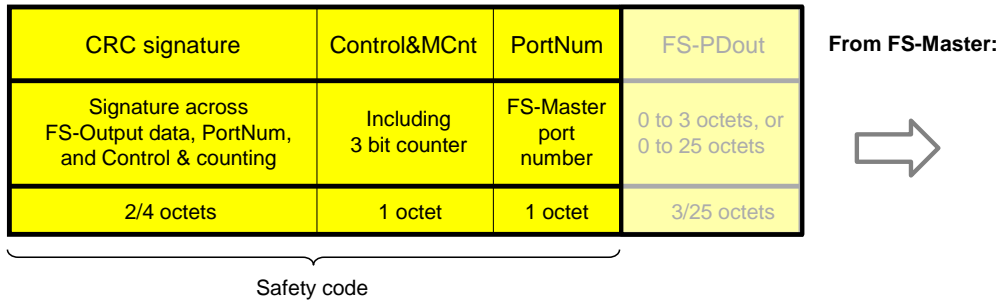 CRC signature
Control&MCnt
PortNum
FS-PDout
From FS-Master:
Signature across
FS-Output data, PortNum,
and Control & counting
Including
3 bit counter
FS-Master
port
number
0 to 3 octets, or
0 to 25 octets
2/4 octets
1 octet
1 octet
3/25 octets
Safety code